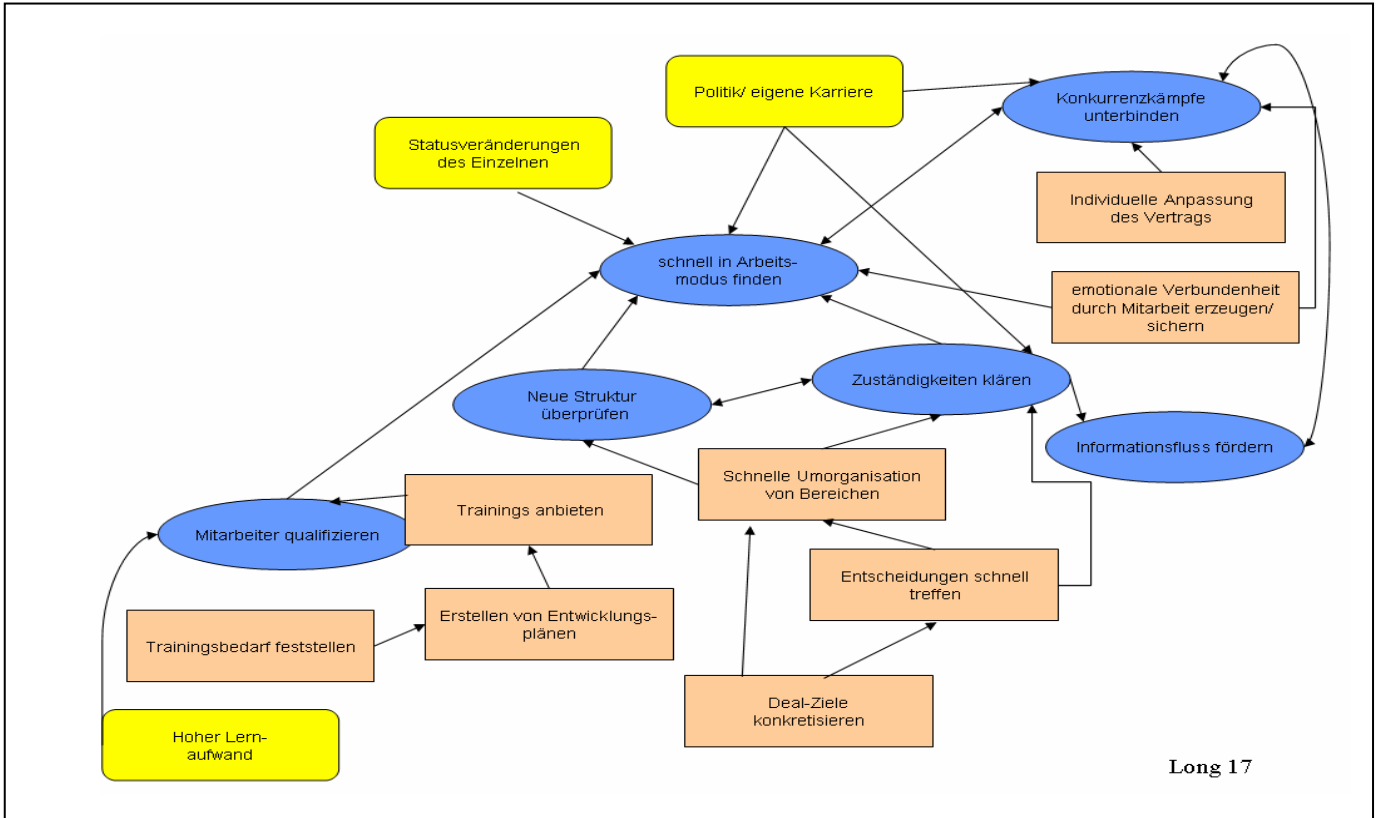 Politik/ eigene Karriere
Konkurrenzkämpfe
unterbinden
Statusveränderungen
des Einzelnen
Individuelle Anpassung
des Vertrags
schnell in Arbeits-
modus finden
emotionale Verbundenheit
durch Mitarbeit erzeugen/
sichern
Zuständigkeiten klären
Neue Struktur
überprüfen
Informationsfluss fördern
Schnelle Umorganisation
von Bereichen
Trainings anbieten
Mitarbeiter qualifizieren
Entscheidungen schnell
treffen
Erstellen von Entwicklungs-
plänen
Trainingsbedarf feststellen
Deal-Ziele
konkretisieren
Hoher Lern-
aufwand
Long 17